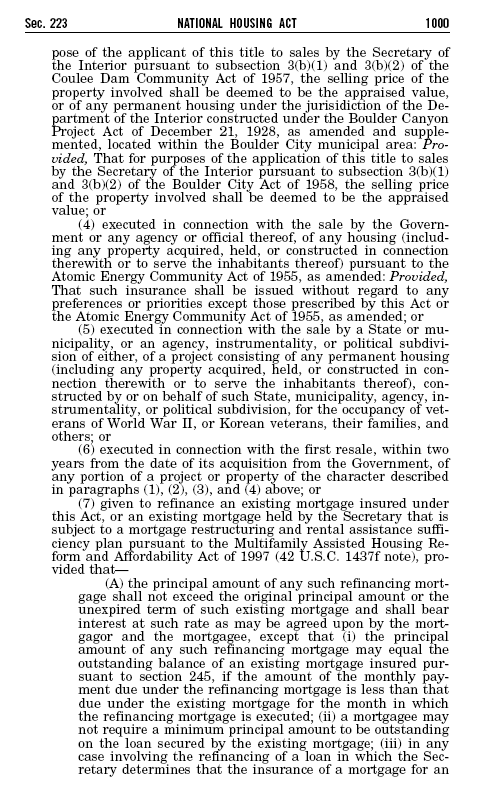 Sec. 223 NATIONAL HOUSING ACT 1000
pose of the applicant of this title to sales by the Secretary of
the Interior pursuant to subsection 3(b)(1) and 3(b)(2) of the
Coulee Dam Community Act of 1957, the selling price of the
property involved shall be deemed to be the appraised value,
or of any permanent housing under the jurisidiction of the De-
partment of the Interior constructed under the Boulder Canyon
Project Act of December 21, 1928, as amended and supple-
mented, located within the Boulder City municipal area: Pro-
vided, That for purposes of the application of this title to sales
by the Secretary of the Interior pursuant to subsection 3(b)(1)
and 3(b)(2) of the Boulder City Act of 1958, the selling price
of the property involved shall be deemed to be the appraised
value; or
(4) executed in connection with the sale by the Govern-
ment or any agency or official thereof, of any housing (includ-
ing any property acquired, held, or constructed in connection
therewith or to serve the inhabitants thereof) pursuant to the
Atomic Energy Community Act of 1955, as amended: Provided,
That such insurance shall be issued without regard to any
preferences or priorities except those prescribed by this Act or
the Atomic Energy Community Act of 1955, as amended; or
(5) executed in connection with the sale by a State or mu-
nicipality, or an agency, instrumentality, or political subdivi-
sion of either, of a project consisting of any permanent housing
(including any property acquired, held, or constructed in con-
nection therewith or to serve the inhabitants thereof), con-
structed by or on behalf of such State, municipality, agency, in-
strumentality, or political subdivision, for the occupancy of vet-
erans of World War II, or Korean veterans, their families, and
others; or
(6) executed in connection with the first resale, within two
years from the date of its acquisition from the Government, of
any portion of a project or property of the character described
in paragraphs (1), (2), (3), and (4) above; or
(7) given to refinance an existing mortgage insured under
this Act, or an existing mortgage held by the Secretary that is
subject to a mortgage restructuring and rental assistance suffi-
ciency plan pursuant to the Multifamily Assisted Housing Re-
form and Affordability Act of 1997 (42 U.S.C. 1437f note), pro-
vided that—
(A) the principal amount of any such refinancing mort-
gage shall not exceed the original principal amount or the
unexpired term of such existing mortgage and shall bear
interest at such rate as may be agreed upon by the mort-
gagor and the mortgagee, except that (i) the principal
amount of any such refinancing mortgage may equal the
outstanding balance of an existing mortgage insured pur-
suant to section 245, if the amount of the monthly pay-
ment due under the refinancing mortgage is less than that
due under the existing mortgage for the month in which
the refinancing mortgage is executed; (ii) a mortgagee may
not require a minimum principal amount to be outstanding
on the loan secured by the existing mortgage; (iii) in any
case involving the refinancing of a loan in which the Sec-
retary determines that the insurance of a mortgage for an